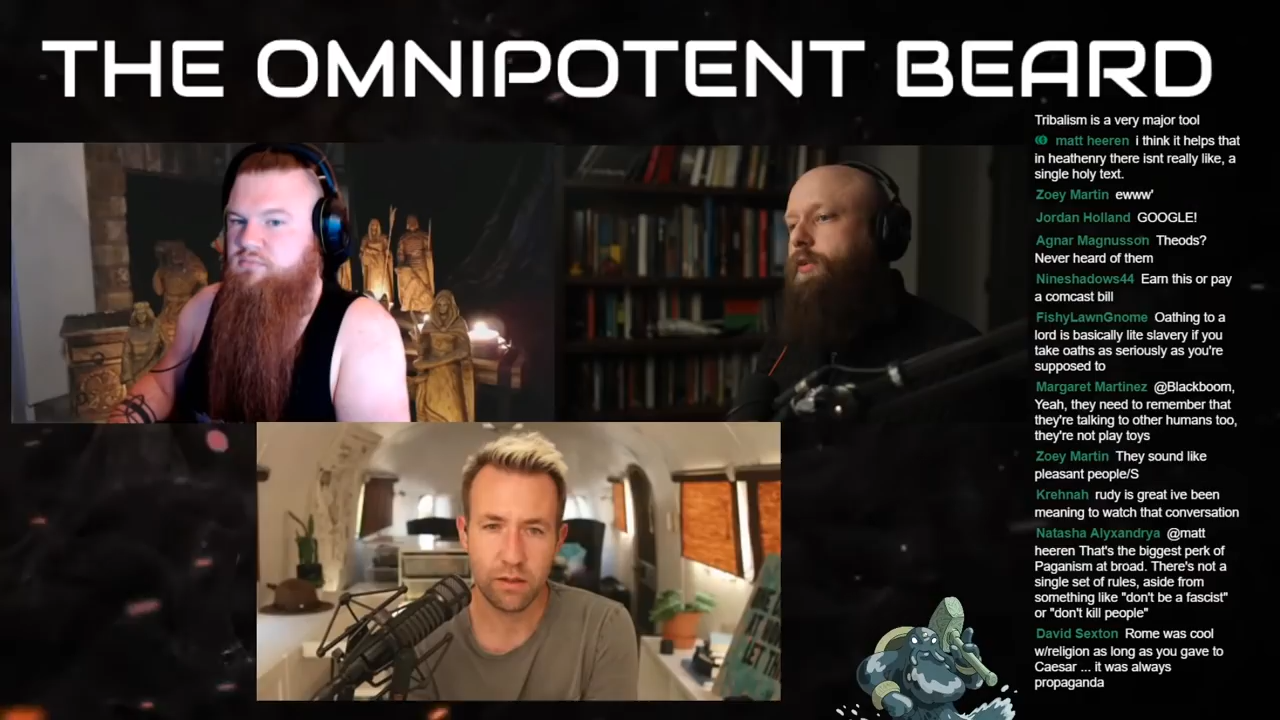 THE OMNIPOTENT BEARD
Tribalism is a very major tool
matt heeren i think it helps that
in heathenry there isnt really like, a
single holy text.
Zoey Martin ewww'
Jordan Holland GOOGLE!
Agnar Magnusson Theods?
Never heard of them
Nineshadows44 Earn this or pay
a comcast bill
FishyLawnGnome Oathing to a
lord is basically lite slavery if you
take oaths as seriously as you're
supposed to
Margaret Martinez @Blackboom,
Yeah, they need to remember that
they're talking to other humans too,
they're not play toys
Zoey Martin They sound like
pleasant people/S
Krehnah rudy is great ive been
meaning to watch that conversation
Natasha Alyxandrya @matt
heeren That's the biggest perk of
Paganism at broad. There's not a
single set of rules, aside from
something like "don't be a fascist"
or "don't kill people"
David Sexton Rome was cool
w/religion as long as you gave to
Caesar ... it was always
propaganda